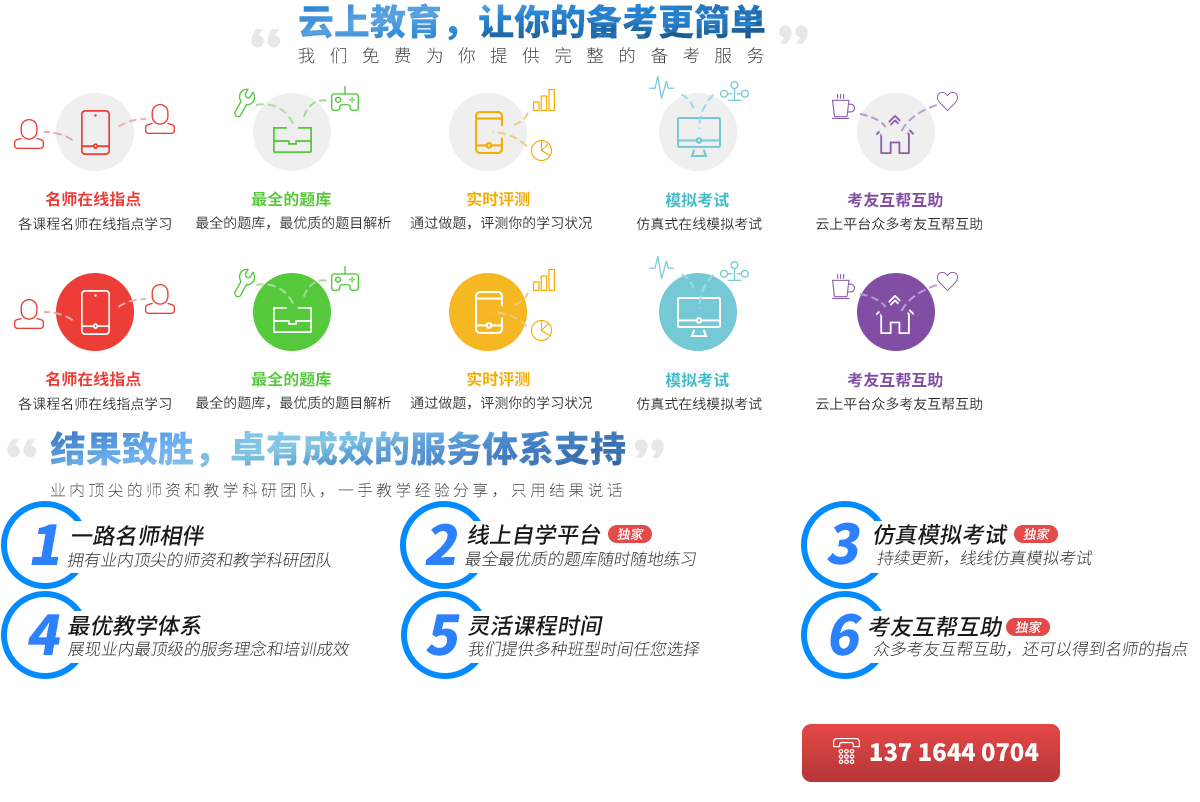 云上教育，让你的备考更简单
我们免费为你提供完整的备考服务
名师在线指点 最全的题库 实时评测 模拟考试 考友互帮互助
各课程名师在线指点学习 最全的题库，最优质的题目解析 通过做题，评测你的学习状况 仿真式在线模拟考试 云上平台众多考友互帮互助
名师在线指点 最全的题库 实时评测 模拟考试 考友互帮互助
各课程名师在线指点学习 最全的题库，最优质的题目解析 通过做题，评测你的学习状况 仿真式在线模拟考试 云上平台众多考友互帮互助
结果致胜，卓有成效的服务体系支持
业内顶尖的师资和教学科研团队，一手教学经验分享，只用结果说话
1 一路名师相伴
拥有业内顶尖的师资和教学科研团队
2 线上自学平台 独家
最全最优质的题库随时随地练习
3 仿真模拟考试 独家
持续更新，线线仿真模拟考试
4 最优教学体系
展现业内最顶级的服务理念和培训成效
5 灵活课程时间
我们提供多种班型时间任您选择
6 考友互帮互助 独家
众多考友互帮互助，还可以得到名师的指点
137 1644 0704